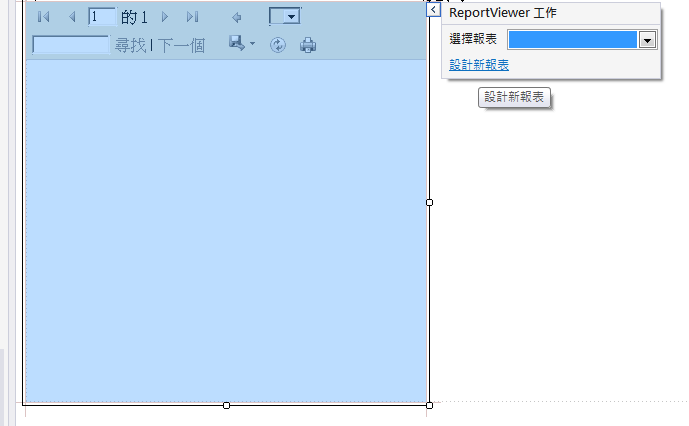 1 的 1
尋找 | 下一個
ReportViewer 工作
選擇報表
設計新報表
設計新報表